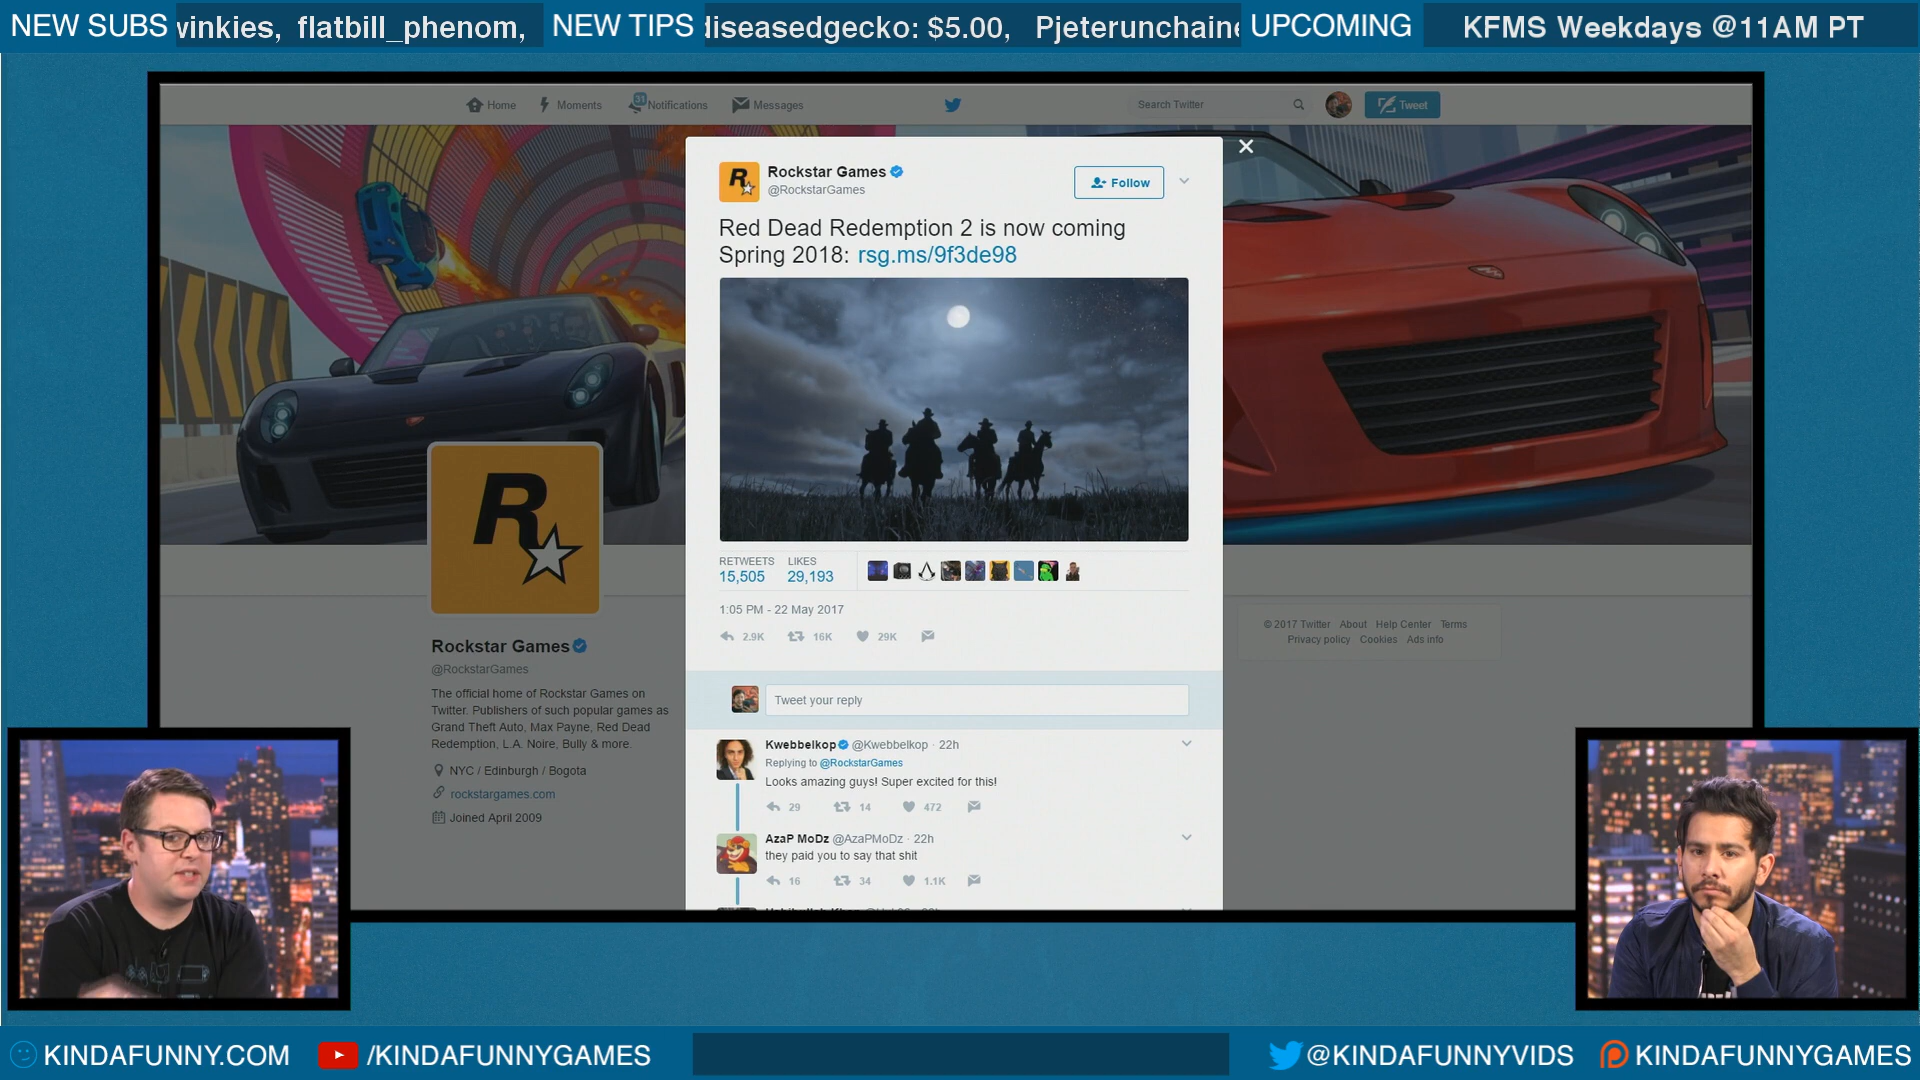 NEW SUBS
vinkies, flatbill_phenom,
NEW TIPS
diseasedgecko: $5.00, Pjeterunchaine
UPCOMING
KFMS Weekdays @11AM PT
Home
Moments
31
Notifications
Messages
Search Twitter
Tweet
Rockstar Games
@RockstarGames
Follow
Red Dead Redemption 2 is now coming
Spring 2018: rsg.ms/9f3de98
RETWEETS
15,505
LIKES
29,193
1:05 PM - 22 May 2017
2.9K
16K
29K
Tweet your reply
Kwebbelkop @Kwebbelkop · 22h
Replying to @RockstarGames
Looks amazing guys! Super excited for this!
29
14
472
AzaP MoDz @AzaPMoDz · 22h
they paid you to say that shit
16
34
1.1K
R
Rockstar Games
@RockstarGames
The official home of Rockstar Games on
Twitter. Publishers of such popular games as
Grand Theft Auto, Max Payne, Red Dead
Redemption, L.A. Noire, Bully & more.
NYC / Edinburgh / Bogota
rockstargames.com
Joined April 2009
© 2017 Twitter About Help Center Terms
Privacy policy Cookies Ads info
KINDAFUNNY.COM
/KINDAFUNNYGAMES
@KINDAFUNNYVIDS
KINDAFUNNYGAMES